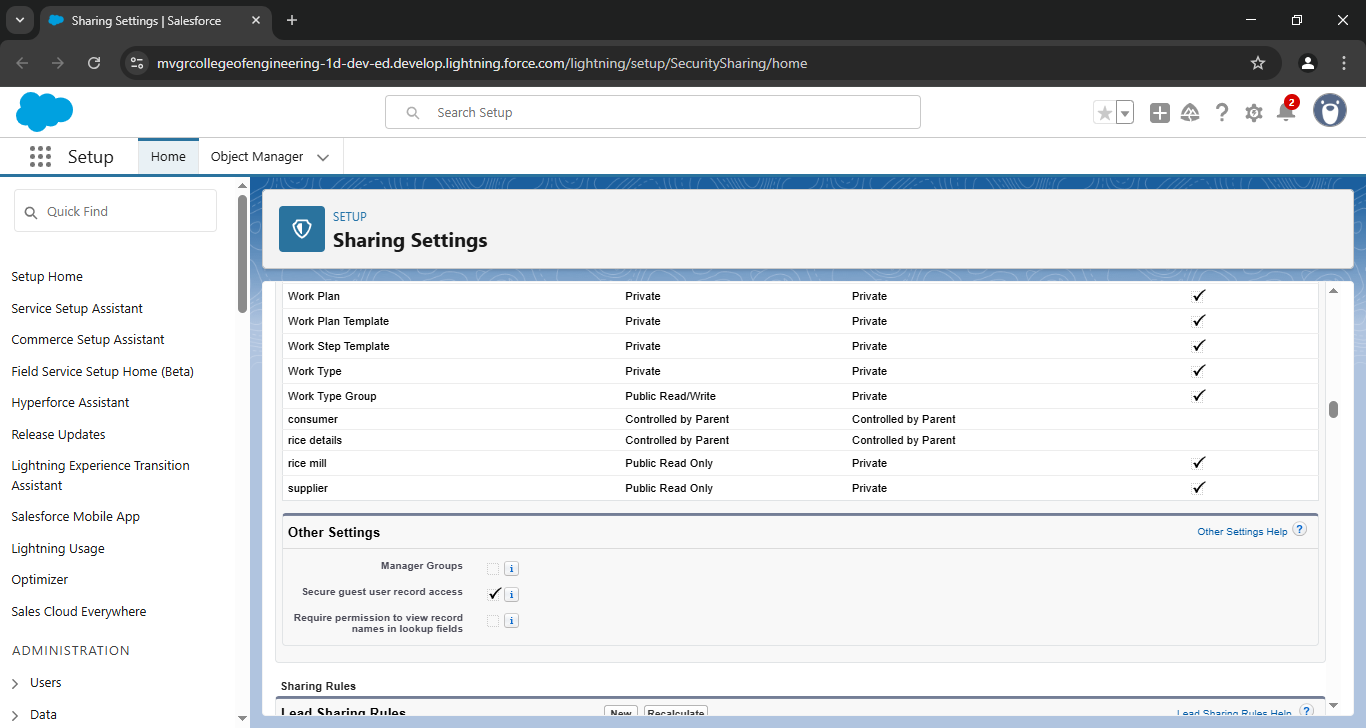 Sharing Settings | Salesforce
mvgrcollegeofengineering-1d-dev-ed.develop.lightning.force.com/lightning/setup/SecuritySharing/home
Search Setup
2
Setup
Home
Object Manager
Quick Find
Setup Home
Service Setup Assistant
Commerce Setup Assistant
Field Service Setup Home (Beta)
Hyperforce Assistant
Release Updates
Lightning Experience Transition
Assistant
Salesforce Mobile App
Lightning Usage
Optimizer
Sales Cloud Everywhere
ADMINISTRATION
Users
Data
SETUP
Sharing Settings
Work Plan Private Private
Work Plan Template Private Private
Work Step Template Private Private
Work Type Private Private
Work Type Group Public Read/Write Private
consumer Controlled by Parent Controlled by Parent
rice details Controlled by Parent Controlled by Parent
rice mill Public Read Only Private
supplier Public Read Only Private
Other Settings
Other Settings Help ?
Manager Groups i
Secure guest user record access i
Require permission to view record
names in lookup fields i
Sharing Rules
Lead Sharing Rules New Recalculate Lead Sharing Rules Help ?